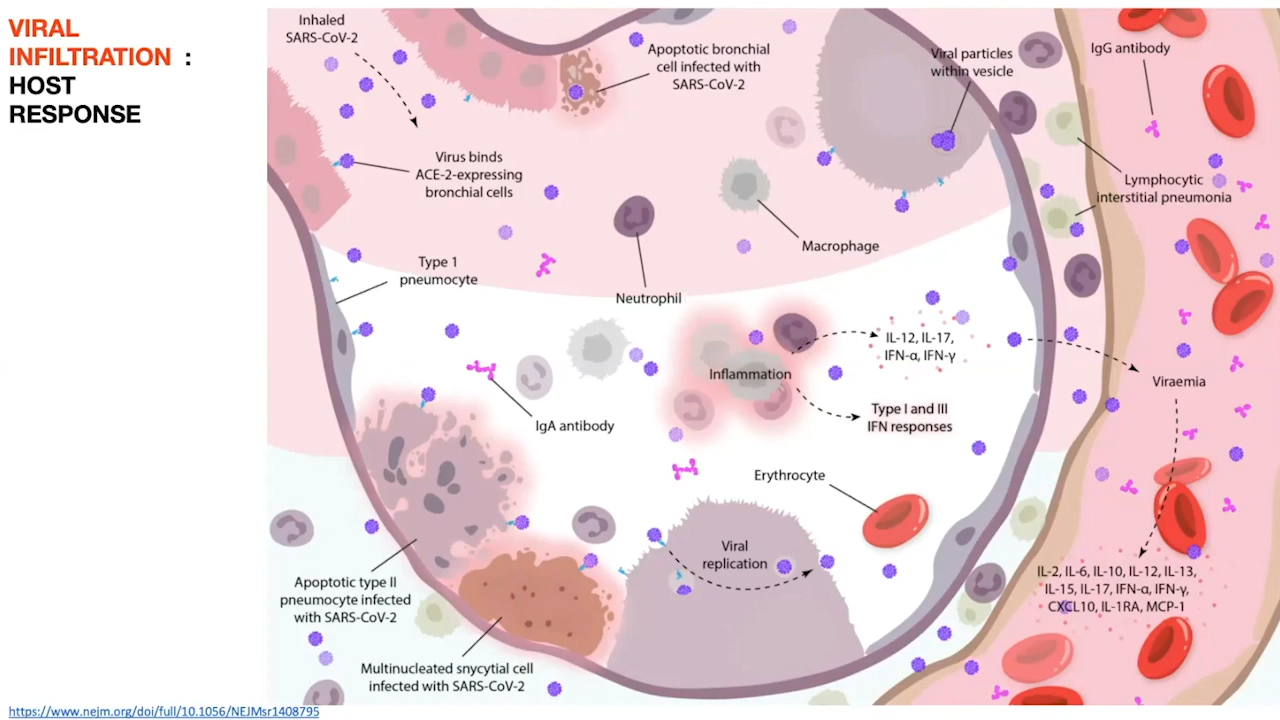 VIRAL
INFILTRATION :
HOST
RESPONSE
Inhaled
SARS-CoV-2
Apoptotic bronchial
cell infected with
SARS-CoV-2
Viral particles
within vesicle
IgG antibody
Virus binds
ACE-2-expressing
bronchial cells
Lymphocytic
interstitial pneumonia
Macrophage
Type 1
pneumocyte
Neutrophil
IL-12, IL-17,
IFN-α, IFN-γ
Inflammation
Viraemia
Type I and III
IFN responses
IgA antibody
Erythrocyte
Viral
replication
IL-2, IL-6, IL-10, IL-12, IL-13,
IL-15, IL-17, IFN-α, IFN-γ,
CXCL10, IL-1RA, MCP-1
Apoptotic type II
pneumocyte infected
with SARS-CoV-2
Multinucleated snycytial cell
infected with SARS-CoV-2
https://www.nejm.org/doi/full/10.1056/NEJMsr1408795